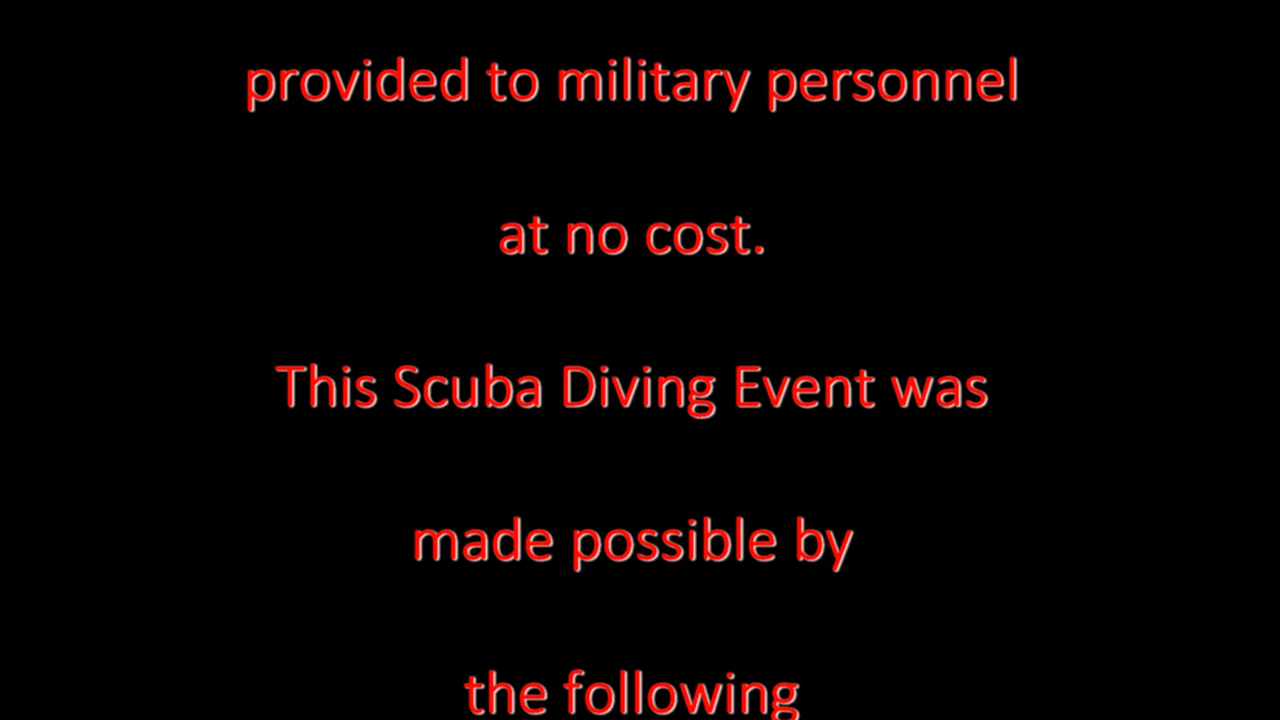 provided to military personnel
at no cost.
This Scuba Diving Event was
made possible by
the following